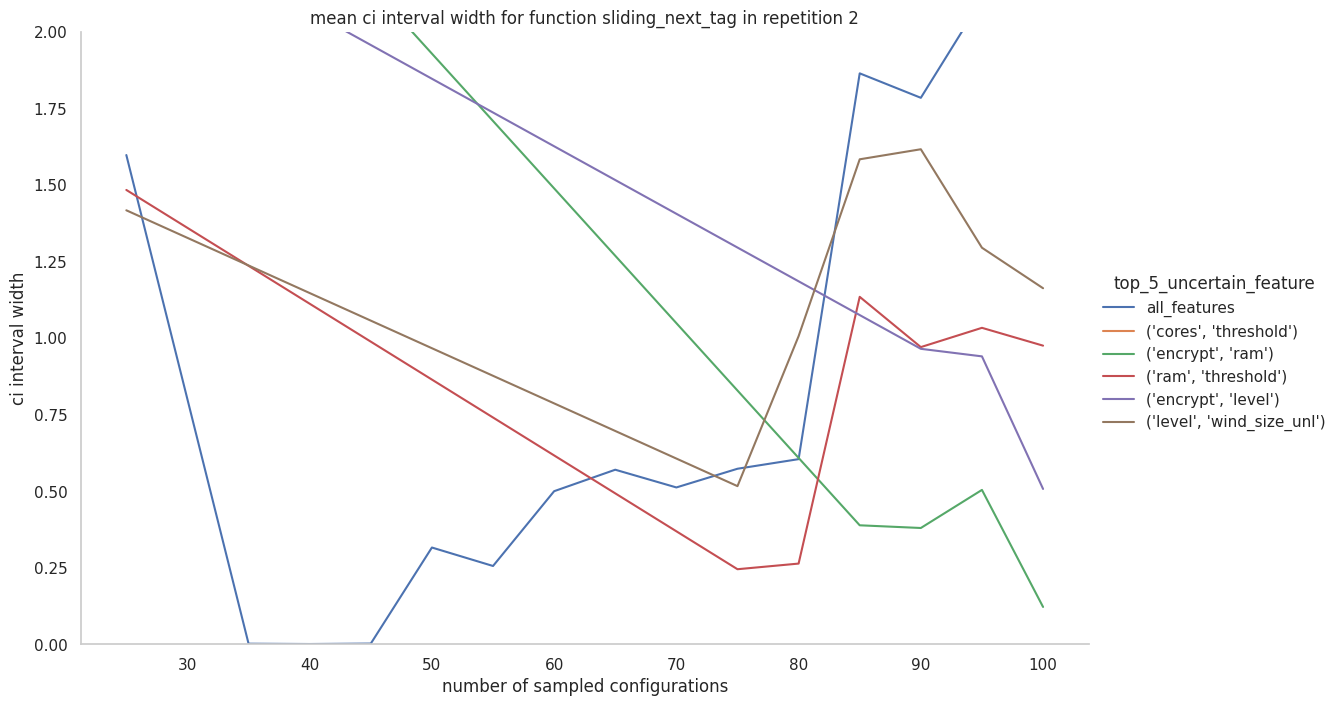 mean ci interval width for function sliding_next_tag in repetition 2
2.00
1.75
1.50
1.25
1.00
0.75
0.50
0.25
0.00
ci interval width
30 40 50 60 70 80 90 100
number of sampled configurations
top_5_uncertain_feature
all_features
('cores', 'threshold')
('encrypt', 'ram')
('ram', 'threshold')
('encrypt', 'level')
('level', 'wind_size_unl')